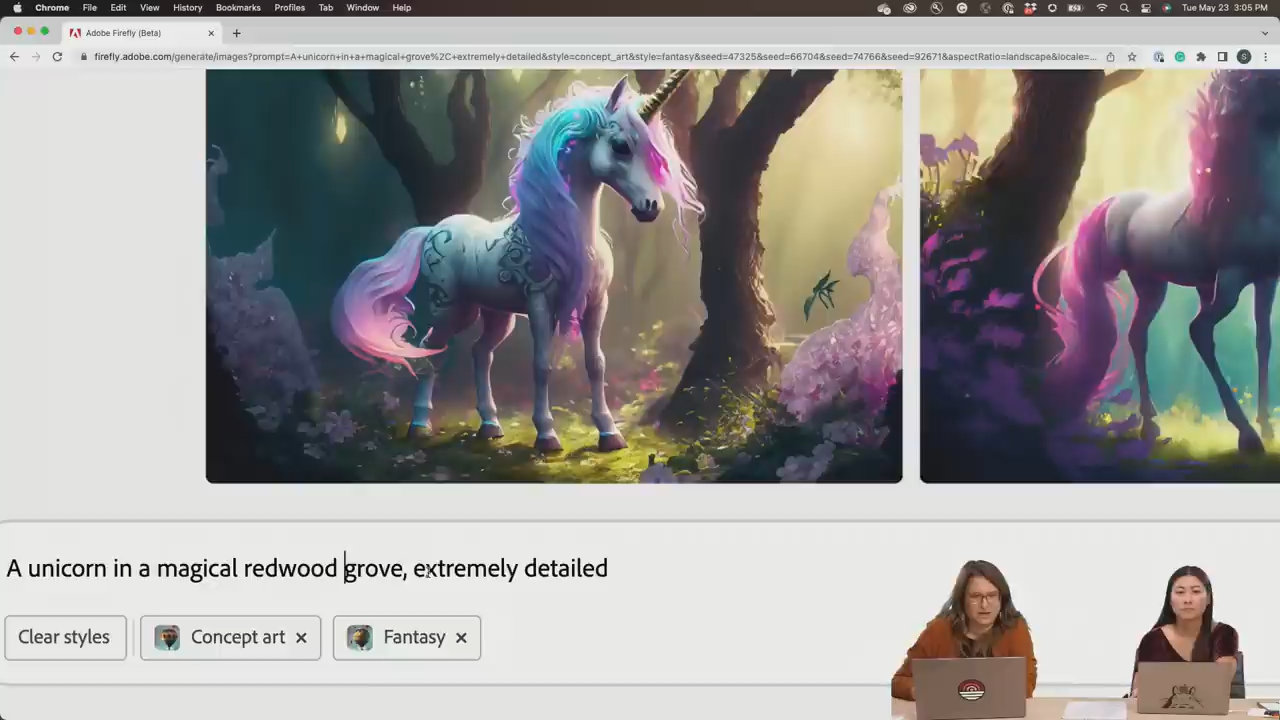 Chrome File Edit View History Bookmarks Profiles Tab Window Help Tue May 23 3:05 PM
Adobe Firefly (Beta)
firefly.adobe.com/generate/images?prompt=A+unicorn+in+a+magical+grove%2C+extremely+detailed&style=concept_art&style=fantasy&seed=47325&seed=66704&seed=74766&seed=92671&aspectRatio=landscape&locale=...
A unicorn in a magical redwood grove, extremely detailed
Clear styles Concept art Fantasy